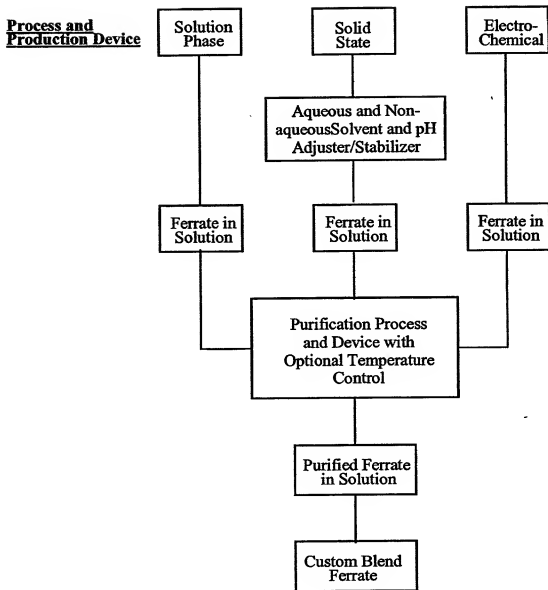 Process and
Production Device
Solution
Phase
Solid
State
Electro-
Chemical
Aqueous and Non-
aqueousSolvent and pH
Adjuster/Stabilizer
Ferrate in
Solution
Ferrate in
Solution
Ferrate in
Solution
Purification Process
and Device with
Optional Temperature
Control
Purified Ferrate
in Solution
Custom Blend
Ferrate